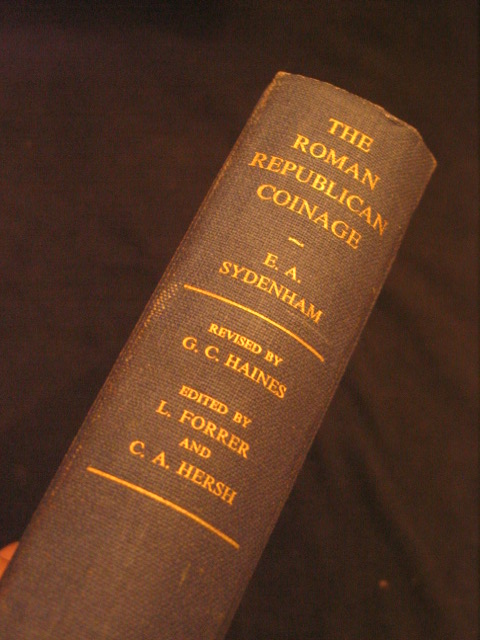 THE
ROMAN
REPUBLICAN
COINAGE
~
E. A.
SYDENHAM
REVISED BY
G. C. HAINES
EDITED BY
L. FORRER
AND
C. A. HERSH